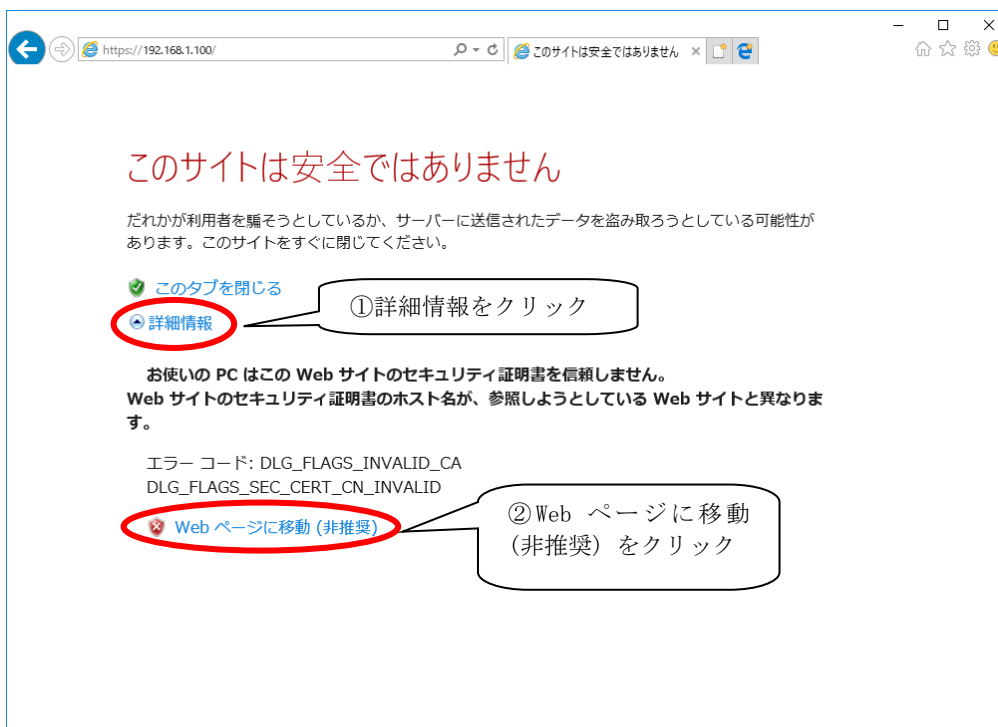 https://192.168.1.100/
このサイトは安全ではありません
このサイトは安全ではありません
だれかが利用者を騙そうとしているか、サーバーに送信されたデータを盗み取ろうとしている可能性が
あります。このサイトをすぐに閉じてください。
このタブを閉じる
①詳細情報をクリック
詳細情報
お使いの PC はこの Web サイトのセキュリティ証明書を信頼しません。
Web サイトのセキュリティ証明書のホスト名が、参照しようとしている Web サイトと異なりま
す。
エラー コード: DLG_FLAGS_INVALID_CA
DLG_FLAGS_SEC_CERT_CN_INVALID
②Web ページに移動
(非推奨) をクリック
Web ページに移動 (非推奨)